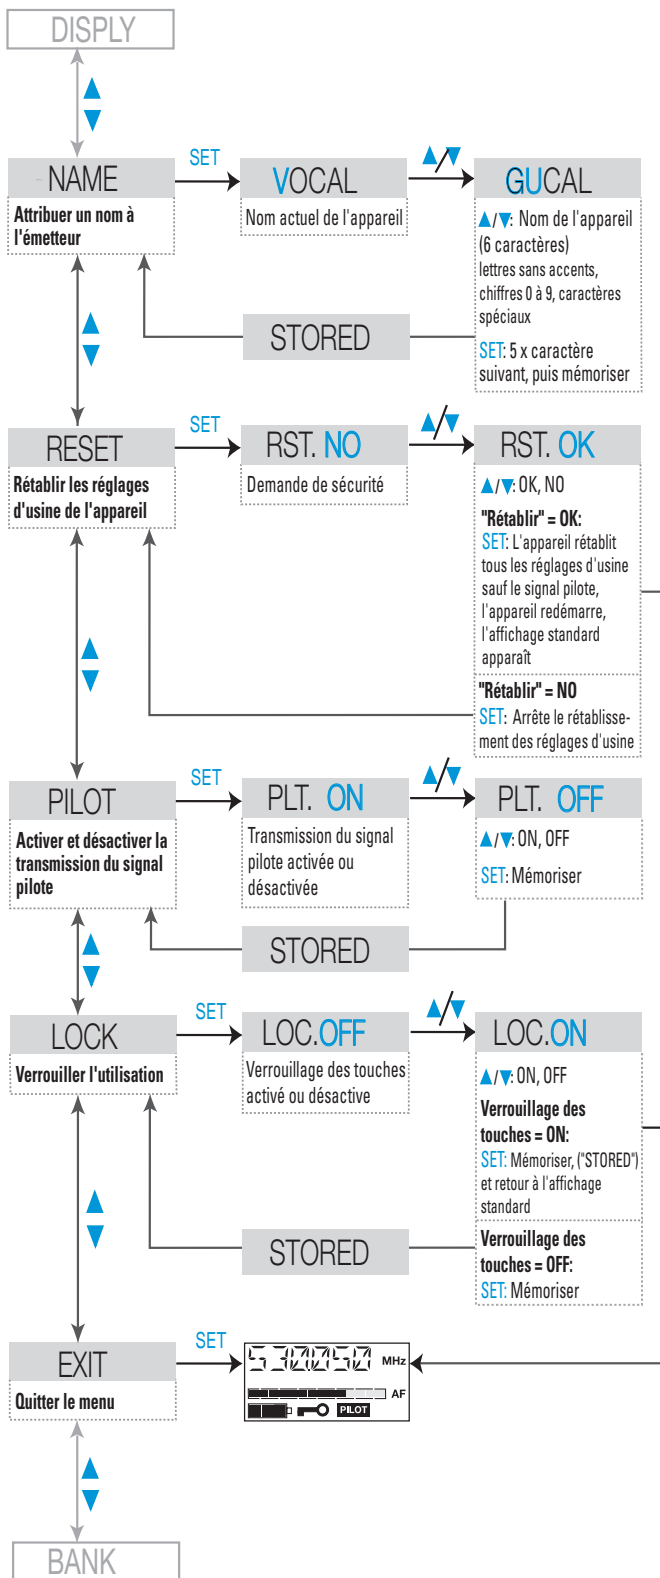 DISPLY
NAME
SET
VOCAL
▲/▼
GUCAL
Attribuer un nom à
l'émetteur
Nom actuel de l'appareil
▲/▼: Nom de l'appareil
(6 caractères)
lettres sans accents,
chiffres 0 à 9, caractères
spéciaux
SET: 5 x caractère
suivant, puis mémoriser
STORED
RESET
SET
RST. NO
▲/▼
RST. OK
Rétablir les réglages
d'usine de l'appareil
Demande de sécurité
▲/▼: OK, NO
"Rétablir" = OK:
SET: L'appareil rétablit
tous les réglages d'usine
sauf le signal pilote,
l'appareil redémarre,
l'affichage standard
apparaît
"Rétablir" = NO
SET: Arrête le rétablisse-
ment des réglages d'usine
PILOT
SET
PLT. ON
▲/▼
PLT. OFF
Activer et désactiver la
transmission du signal
pilote
Transmission du signal
pilote activée ou
désactivée
▲/▼: ON, OFF
SET: Mémoriser
STORED
LOCK
SET
LOC.OFF
▲/▼
LOC.ON
Verrouiller l'utilisation
Verrouillage des touches
activé ou désactive
▲/▼: ON, OFF
Verrouillage des
touches = ON:
SET: Mémoriser, ("STORED")
et retour à l'affichage
standard
Verrouillage des
touches = OFF:
SET: Mémoriser
STORED
EXIT
SET
530.050 MHz
AF
PILOT
Quitter le menu
BANK